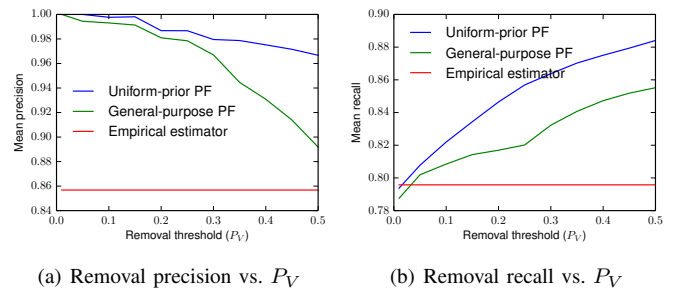 1.00
0.98
0.96
0.94
0.92
0.90
0.88
0.86
0.84
Mean precision
Uniform-prior PF
General-purpose PF
Empirical estimator
0.0 0.1 0.2 0.3 0.4 0.5
Removal threshold (P_V)
(a) Removal precision vs. P_V
0.90
0.88
0.86
0.84
0.82
0.80
0.78
Mean recall
Uniform-prior PF
General-purpose PF
Empirical estimator
0.0 0.1 0.2 0.3 0.4 0.5
Removal threshold (P_V)
(b) Removal recall vs. P_V